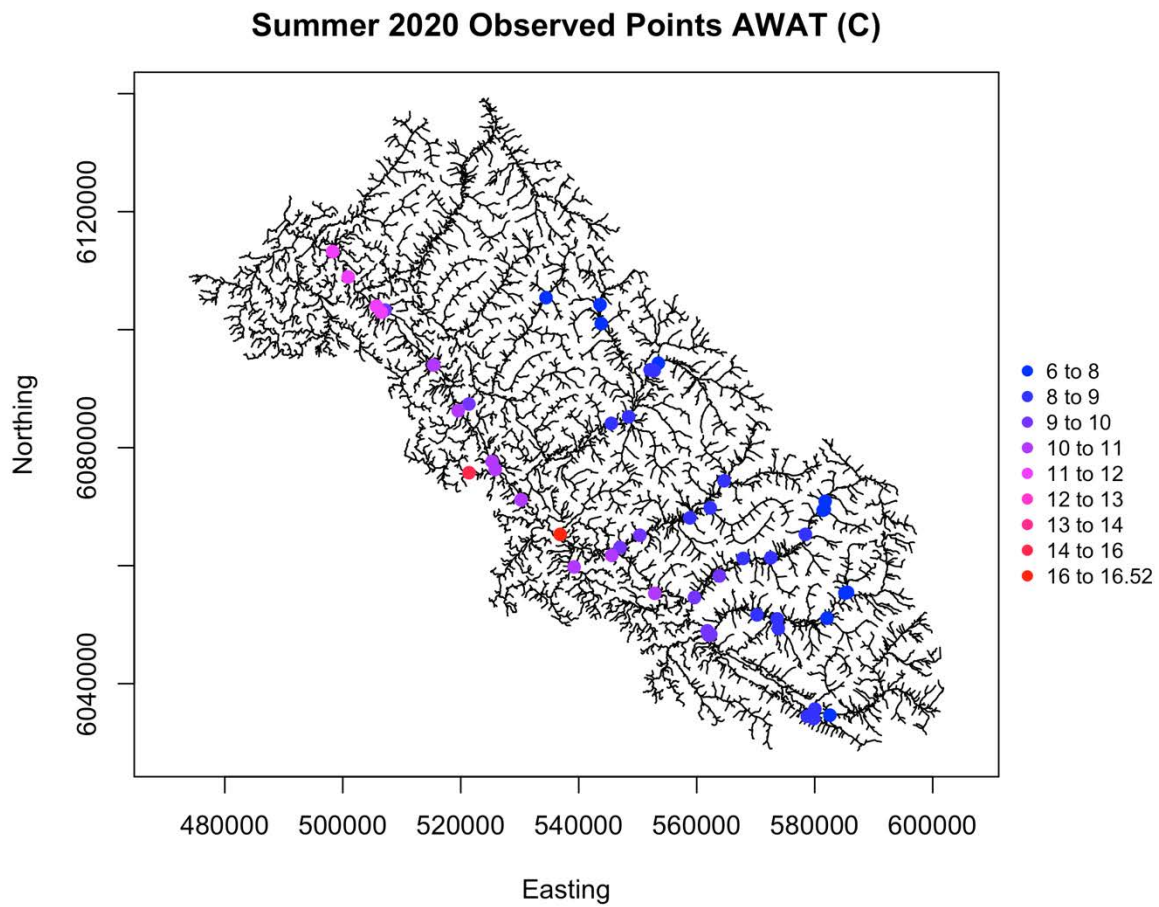 Summer 2020 Observed Points AWAT (C)
Northing
6120000
6080000
6040000
480000 500000 520000 540000 560000 580000 600000
Easting
6 to 8
8 to 9
9 to 10
10 to 11
11 to 12
12 to 13
13 to 14
14 to 16
16 to 16.52